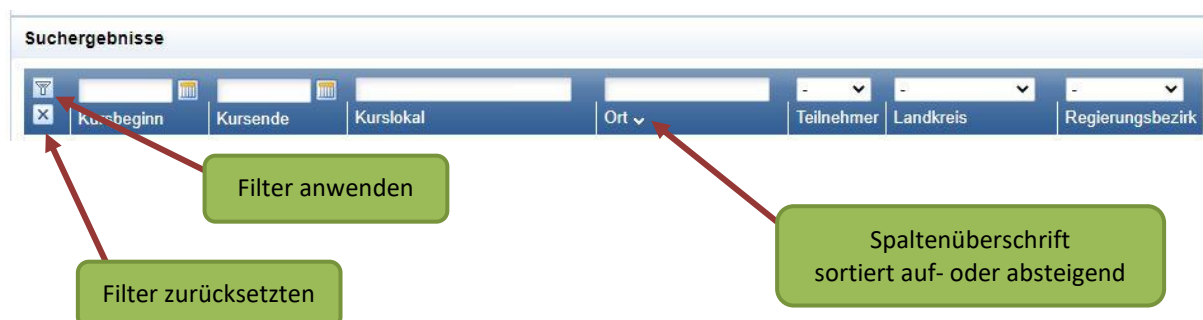 Suchergebnisse
- - -
Kursbeginn Kursende Kurslokal Ort Teilnehmer Landkreis Regierungsbezirk
Filter anwenden
Spaltenüberschrift
sortiert auf- oder absteigend
Filter zurücksetzten